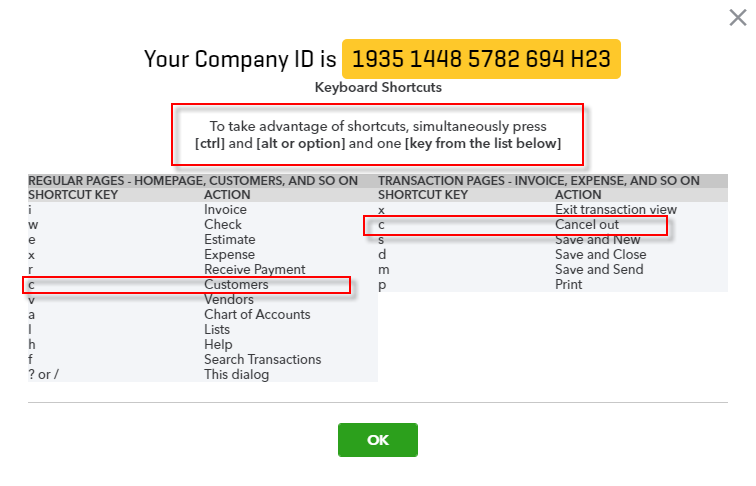 Your Company ID is 1935 1448 5782 694 H23
Keyboard Shortcuts
To take advantage of shortcuts, simultaneously press
[ctrl] and [alt or option] and one [key from the list below]
REGULAR PAGES - HOMEPAGE, CUSTOMERS, AND SO ON TRANSACTION PAGES - INVOICE, EXPENSE, AND SO ON
SHORTCUT KEY ACTION SHORTCUT KEY ACTION
i Invoice x Exit transaction view
w Check c Cancel out
e Estimate s Save and New
x Expense d Save and Close
r Receive Payment m Save and Send
c Customers p Print
v Vendors
a Chart of Accounts
l Lists
h Help
f Search Transactions
? or / This dialog
OK